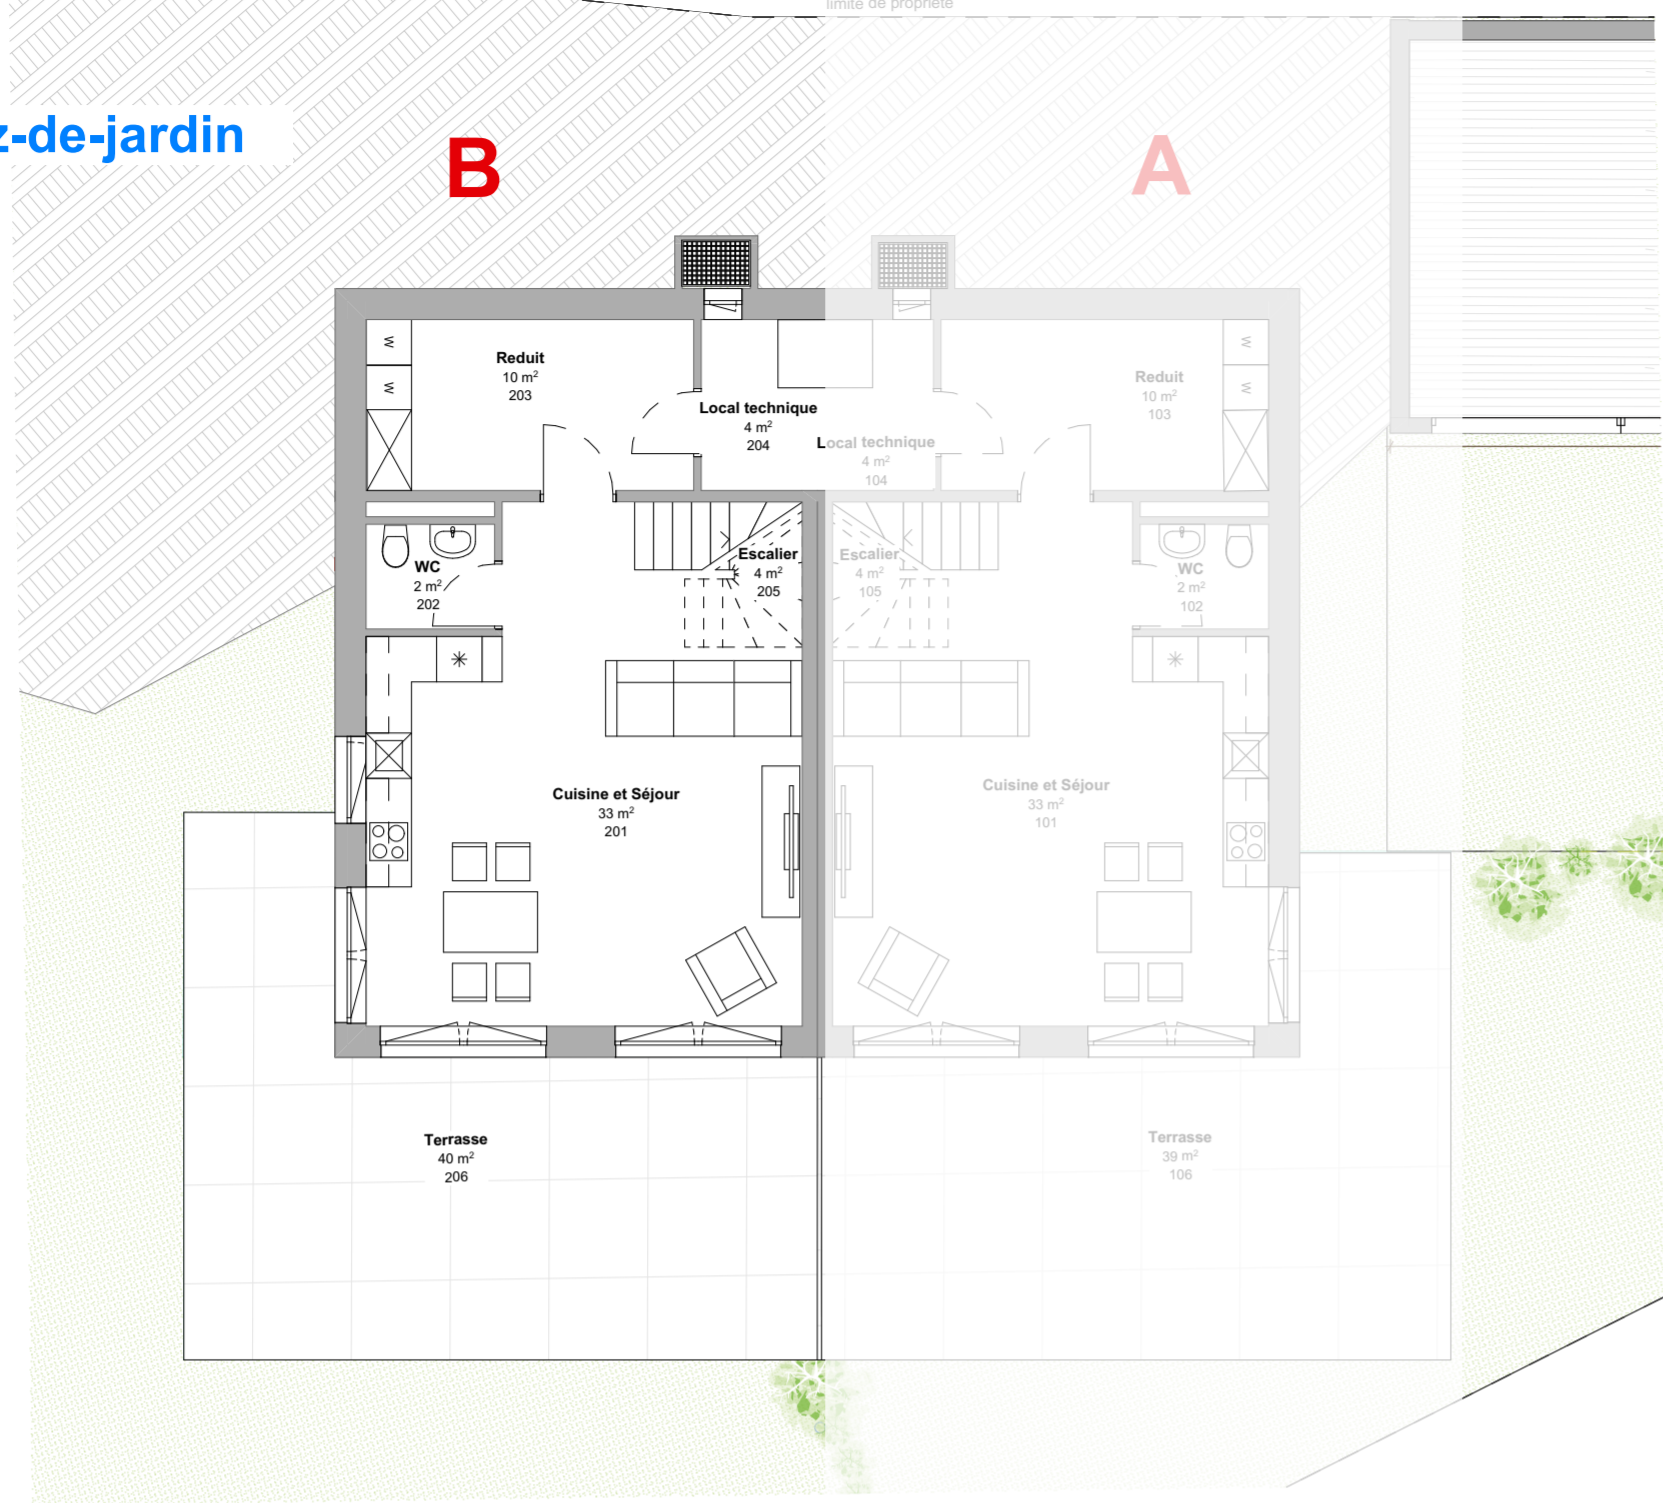 limite de propriété
z-de-jardin
B
A
Reduit
10 m²
203
Reduit
10 m²
103
W
W
W
W
Local technique
4 m²
204
Local technique
4 m²
104
Escalier
4 m²
205
Escalier
4 m²
105
WC
2 m²
202
WC
2 m²
102
Cuisine et Séjour
33 m²
201
Cuisine et Séjour
33 m²
101
Terrasse
40 m²
206
Terrasse
39 m²
106